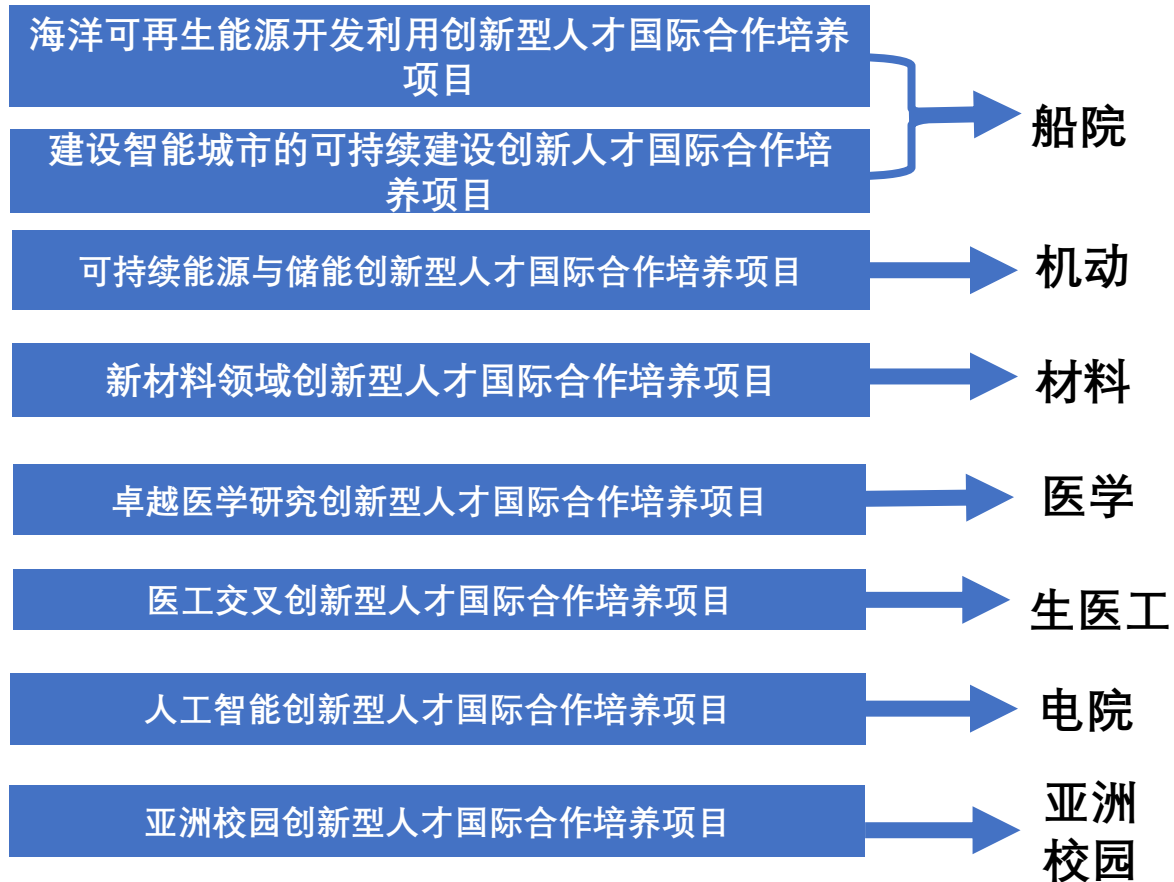 海洋可再生能源开发利用创新型人才国际合作培养
项目
建设智能城市的可持续建设创新人才国际合作培
养项目
船院
可持续能源与储能创新型人才国际合作培养项目
机动
新材料领域创新型人才国际合作培养项目
材料
卓越医学研究创新型人才国际合作培养项目
医学
医工交叉创新型人才国际合作培养项目
生医工
人工智能创新型人才国际合作培养项目
电院
亚洲校园创新型人才国际合作培养项目
亚洲
校园